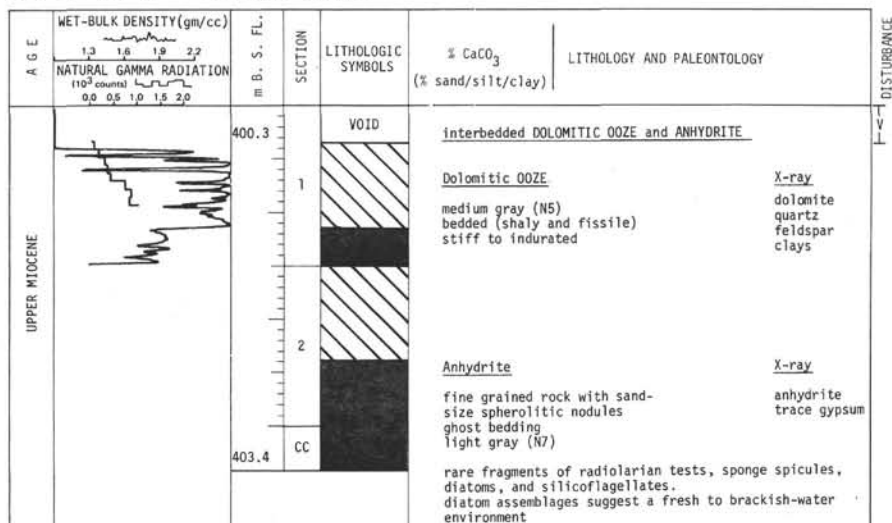 AGE
WET-BULK DENSITY(gm/cc)
1.3 1.6 1.9 2.2
NATURAL GAMMA RADIATION
(10³ counts)
0.0 0.5 1.0 1.5 2.0
m B. S. FL.
SECTION
LITHOLOGIC
SYMBOLS
% CaCO3
(% sand/silt/clay)
LITHOLOGY AND PALEONTOLOGY
DISTURBANCE
UPPER MIOCENE
400.3
403.4
1
2
CC
VOID
V
interbedded DOLOMITIC OOZE and ANHYDRITE
Dolomitic OOZE
medium gray (N5)
bedded (shaly and fissile)
stiff to indurated
X-ray
dolomite
quartz
feldspar
clays
Anhydrite
fine grained rock with sand-
size spherolitic nodules
ghost bedding
light gray (N7)
X-ray
anhydrite
trace gypsum
rare fragments of radiolarian tests, sponge spicules,
diatoms, and silicoflagellates.
diatom assemblages suggest a fresh to brackish-water
environment